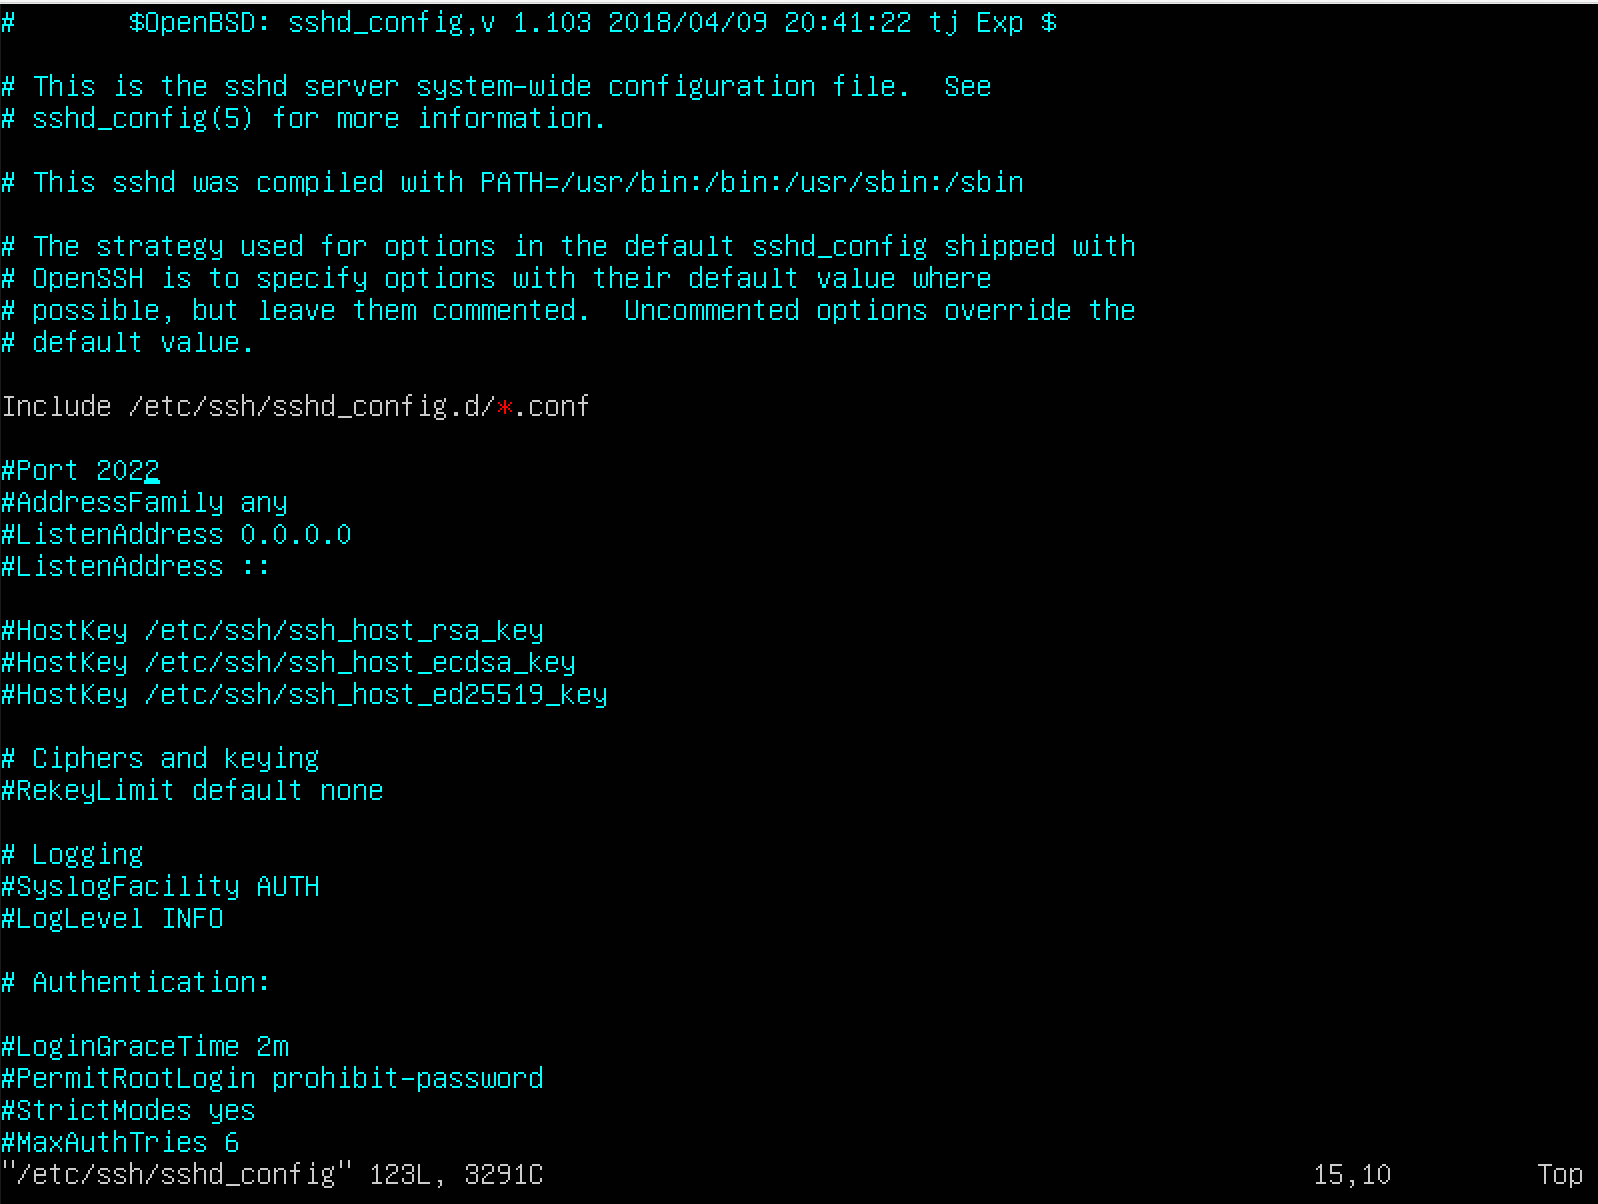 #       $OpenBSD: sshd_config,v 1.103 2018/04/09 20:41:22 tj Exp $
# This is the sshd server system-wide configuration file.  See
# sshd_config(5) for more information.
# This sshd was compiled with PATH=/usr/bin:/bin:/usr/sbin:/sbin
# The strategy used for options in the default sshd_config shipped with
# OpenSSH is to specify options with their default value where
# possible, but leave them commented.  Uncommented options override the
# default value.
Include /etc/ssh/sshd_config.d/*.conf
#Port 2022
#AddressFamily any
#ListenAddress 0.0.0.0
#ListenAddress ::
#HostKey /etc/ssh/ssh_host_rsa_key
#HostKey /etc/ssh/ssh_host_ecdsa_key
#HostKey /etc/ssh/ssh_host_ed25519_key
# Ciphers and keying
#RekeyLimit default none
# Logging
#SyslogFacility AUTH
#LogLevel INFO
# Authentication:
#LoginGraceTime 2m
#PermitRootLogin prohibit-password
#StrictModes yes
#MaxAuthTries 6
"/etc/ssh/sshd_config" 123L, 3291C 15,10 Top